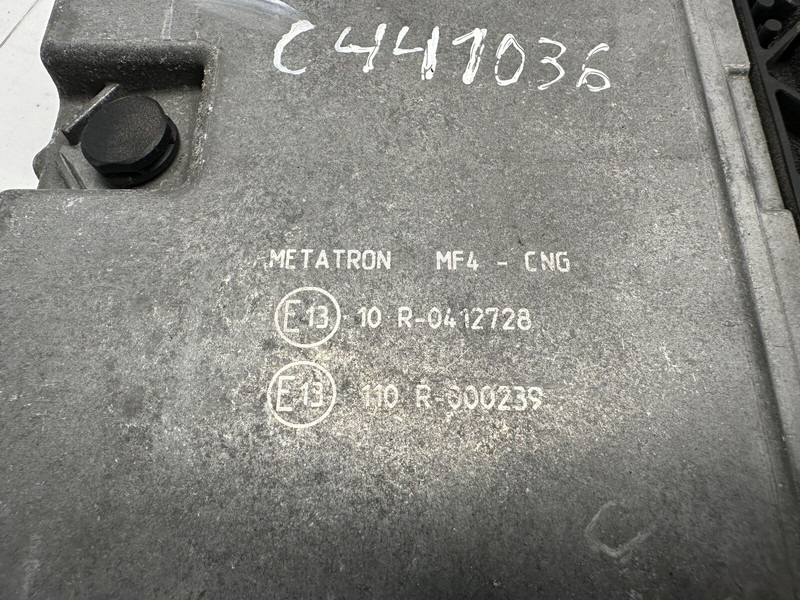 C441036
METATRON MF4 - CNG
E13 10 R-0412728
E13 110 R-000239
C